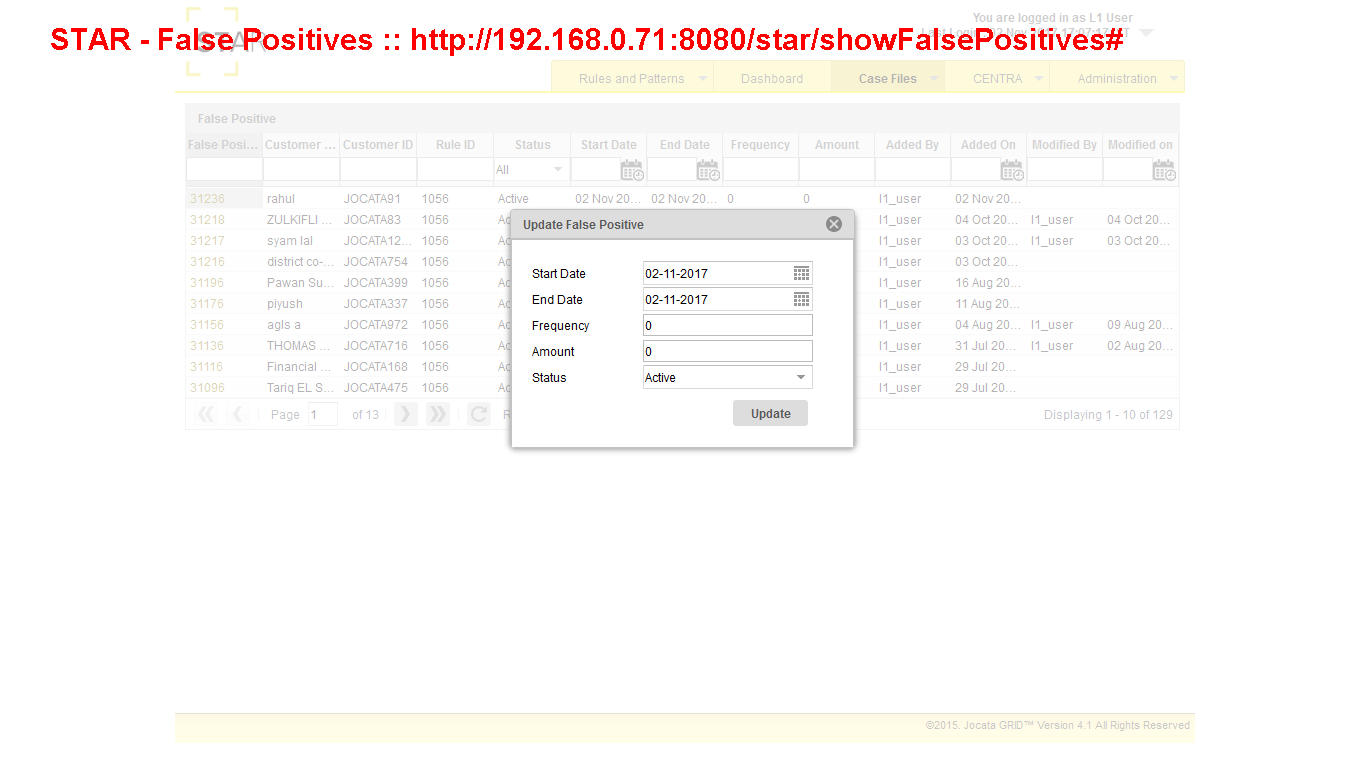 You are logged in as L1 User
STAR - False Positives :: http://192.168.0.71:8080/star/showFalsePositives#
STAR
Rules and Patterns Dashboard Case Files CENTRA Administration
False Positive
False Posi... Customer ... Customer ID Rule ID Status Start Date End Date Frequency Amount Added By Added On Modified By Modified on
All
31236 rahul JOCATA91 1056 Active 02 Nov 20... 02 Nov 20... 0 0 l1_user 02 Nov 20...
31218 ZULKIFLI ... JOCATA83 1056 Ac l1_user 04 Oct 20... l1_user 04 Oct 20...
31217 syam lal JOCATA12... 1056 Ac l1_user 03 Oct 20... l1_user 03 Oct 20...
31216 district co-... JOCATA754 1056 Ac l1_user 03 Oct 20...
31196 Pawan Su... JOCATA399 1056 Ac l1_user 16 Aug 20...
31176 piyush JOCATA337 1056 Ac l1_user 11 Aug 20...
31156 agls a JOCATA972 1056 Ac l1_user 04 Aug 20... l1_user 09 Aug 20...
31136 THOMAS ... JOCATA716 1056 Ac l1_user 31 Jul 20... l1_user 02 Aug 20...
31116 Financial ... JOCATA168 1056 Ac l1_user 29 Jul 20...
31096 Tariq EL S... JOCATA475 1056 Ac l1_user 29 Jul 20...
Page 1 of 13 R Displaying 1 - 10 of 129
Update False Positive
Start Date 02-11-2017
End Date 02-11-2017
Frequency 0
Amount 0
Status Active
Update
©2015. Jocata GRID™ Version 4.1 All Rights Reserved